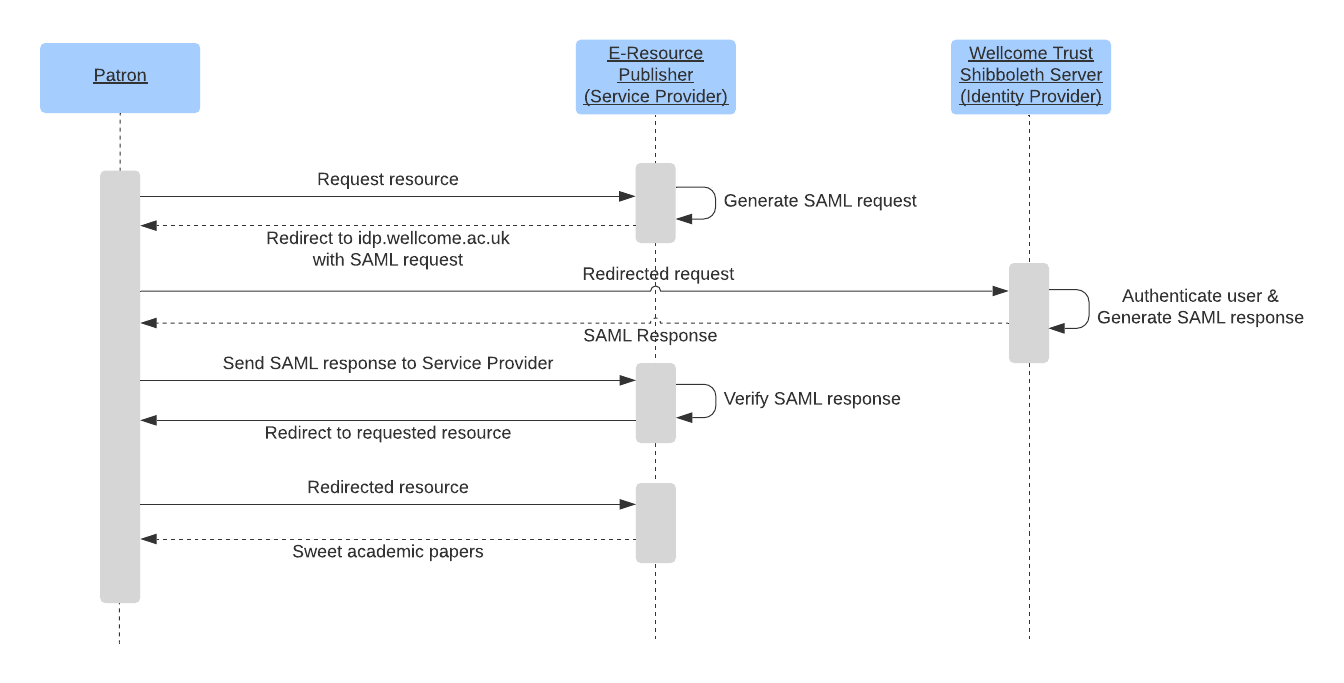 Patron
E-Resource
Publisher
(Service Provider)
Wellcome Trust
Shibboleth Server
(Identity Provider)
Request resource
Generate SAML request
Redirect to idp.wellcome.ac.uk
with SAML request
Redirected request
Authenticate user &
Generate SAML response
SAML Response
Send SAML response to Service Provider
Verify SAML response
Redirect to requested resource
Redirected resource
Sweet academic papers